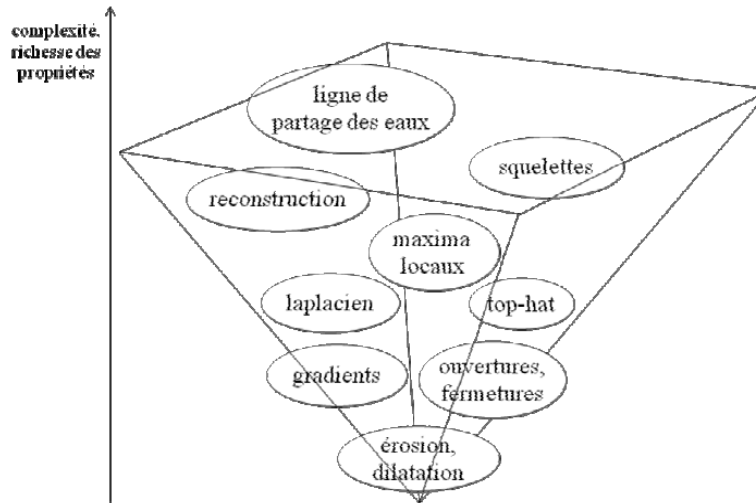 complexité,
richesse des
propriétés
ligne de
partage des eaux
squelettes
reconstruction
maxima
locaux
laplacien
top-hat
gradients
ouvertures,
fermetures
érosion,
dilatation